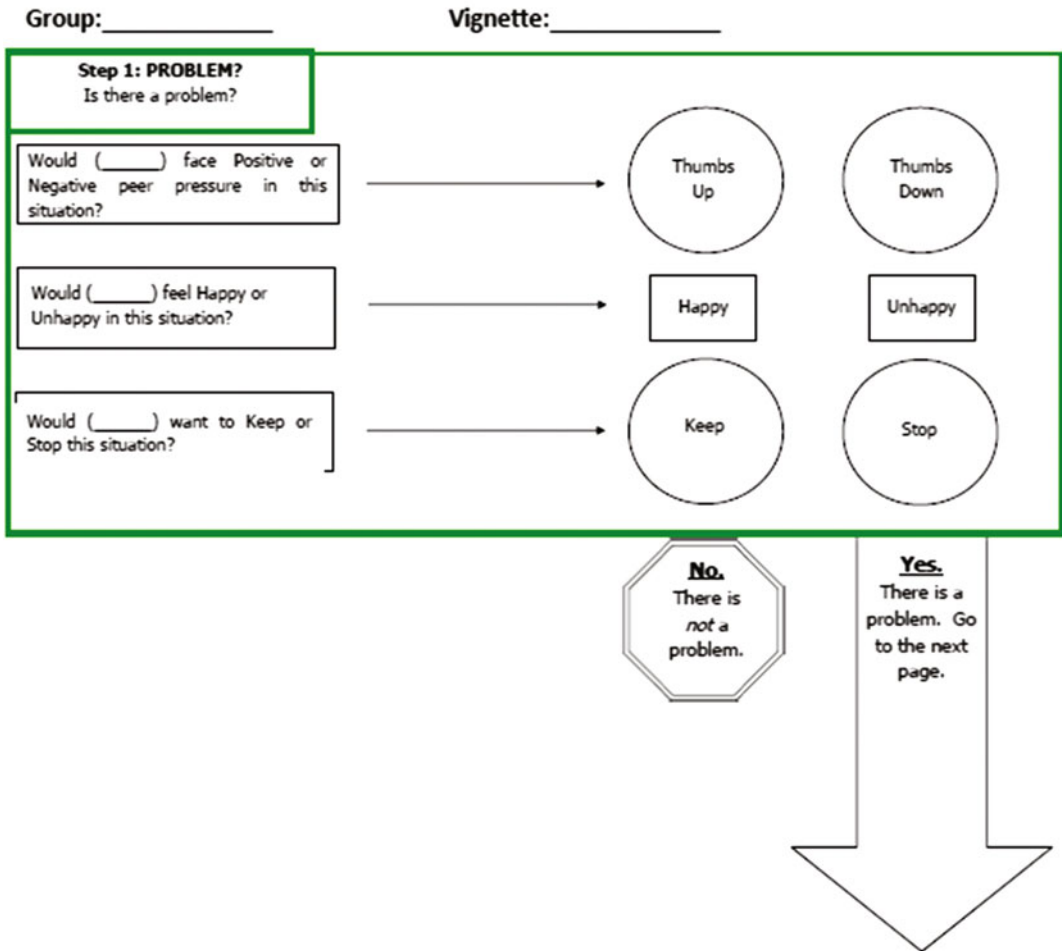 Group:____________ Vignette:____________
Step 1: PROBLEM?
Is there a problem?
Would (______) face Positive or
Negative peer pressure in this
situation?
Thumbs
Up
Thumbs
Down
Would (______) feel Happy or
Unhappy in this situation?
Happy
Unhappy
Would (______) want to Keep or
Stop this situation?
Keep
Stop
No.
There is
not a
problem.
Yes.
There is a
problem. Go
to the next
page.